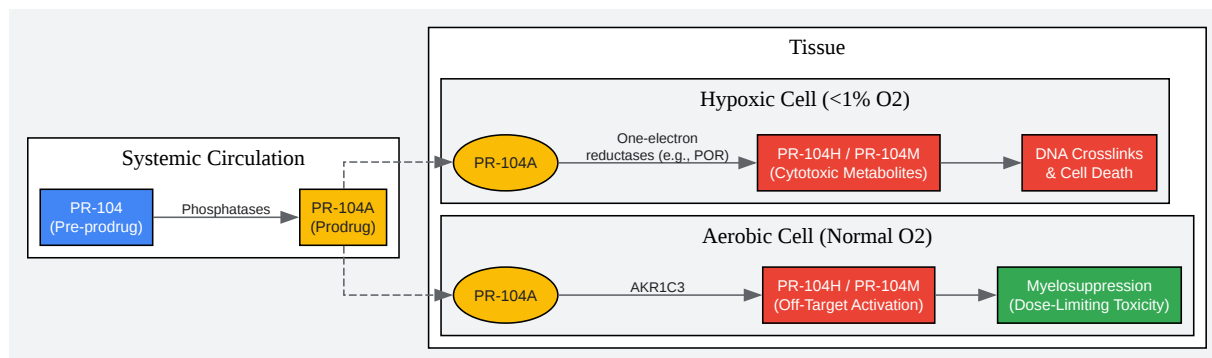 Tissue
Hypoxic Cell (<1% O2)
One-electron
reductases (e.g., POR)
PR-104A
PR-104H / PR-104M
(Cytotoxic Metabolites)
DNA Crosslinks
& Cell Death
Systemic Circulation
PR-104
(Pre-prodrug)
Phosphatases
PR-104A
(Prodrug)
Aerobic Cell (Normal O2)
PR-104A
AKR1C3
PR-104H / PR-104M
(Off-Target Activation)
Myelosuppression
(Dose-Limiting Toxicity)